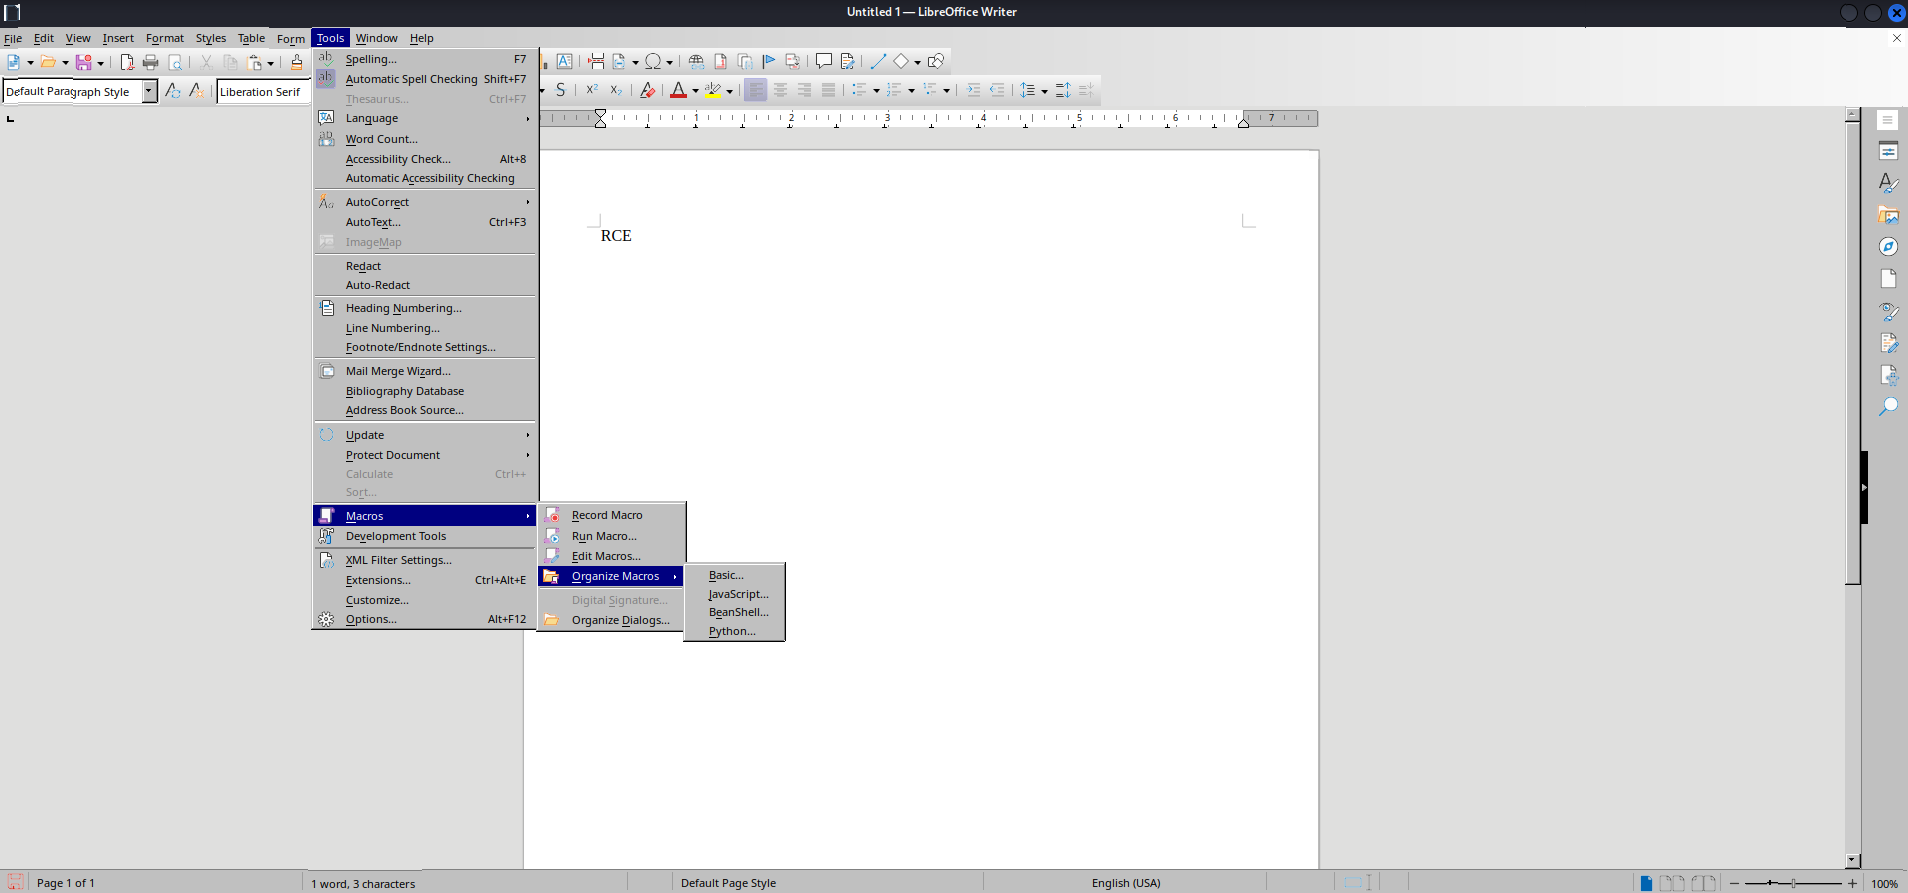 Untitled 1 — LibreOffice Writer
File Edit View Insert Format Styles Table Form Tools Window Help
Default Paragraph Style Liberation Serif
Spelling... F7
Automatic Spell Checking Shift+F7
Thesaurus... Ctrl+F7
Language
Word Count...
Accessibility Check... Alt+8
Automatic Accessibility Checking
AutoCorrect
AutoText... Ctrl+F3
ImageMap
Redact
Auto-Redact
Heading Numbering...
Line Numbering...
Footnote/Endnote Settings...
Mail Merge Wizard...
Bibliography Database
Address Book Source...
Update
Protect Document
Calculate Ctrl++
Sort...
Macros
Development Tools
XML Filter Settings...
Extensions... Ctrl+Alt+E
Customize...
Options... Alt+F12
Record Macro
Run Macro...
Edit Macros...
Organize Macros
Digital Signature...
Organize Dialogs...
Basic...
JavaScript...
BeanShell...
Python...
1 2 3 4 5 6 7
RCE
Page 1 of 1 1 word, 3 characters Default Page Style English (USA) 100%